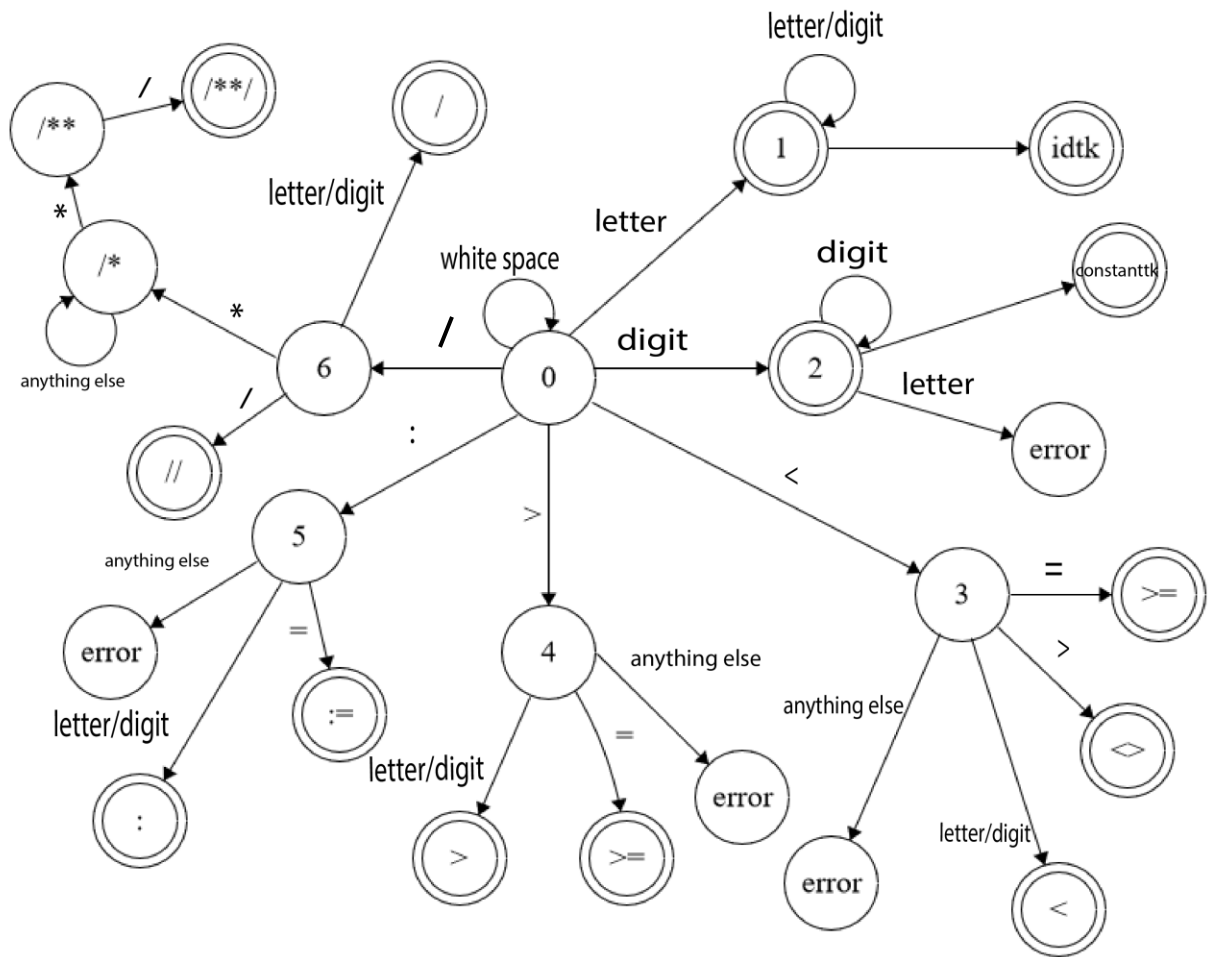 letter/digit
/
/**/
/**
/
1
idtk
letter/digit
*
letter
/*
white space
digit
constanttk
*
/
digit
6
0
2
anything else
letter
/
error
:
//
<
>
5
anything else
=
3
>=
=
4
>
error
anything else
letter/digit
:=
anything else
=
<>
letter/digit
error
:
letter/digit
>
>=
error
<